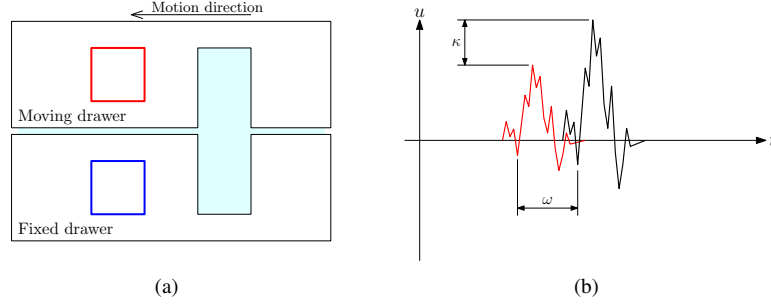 Motion direction
Moving drawer
Fixed drawer
(a)
u
κ
ω
(b)